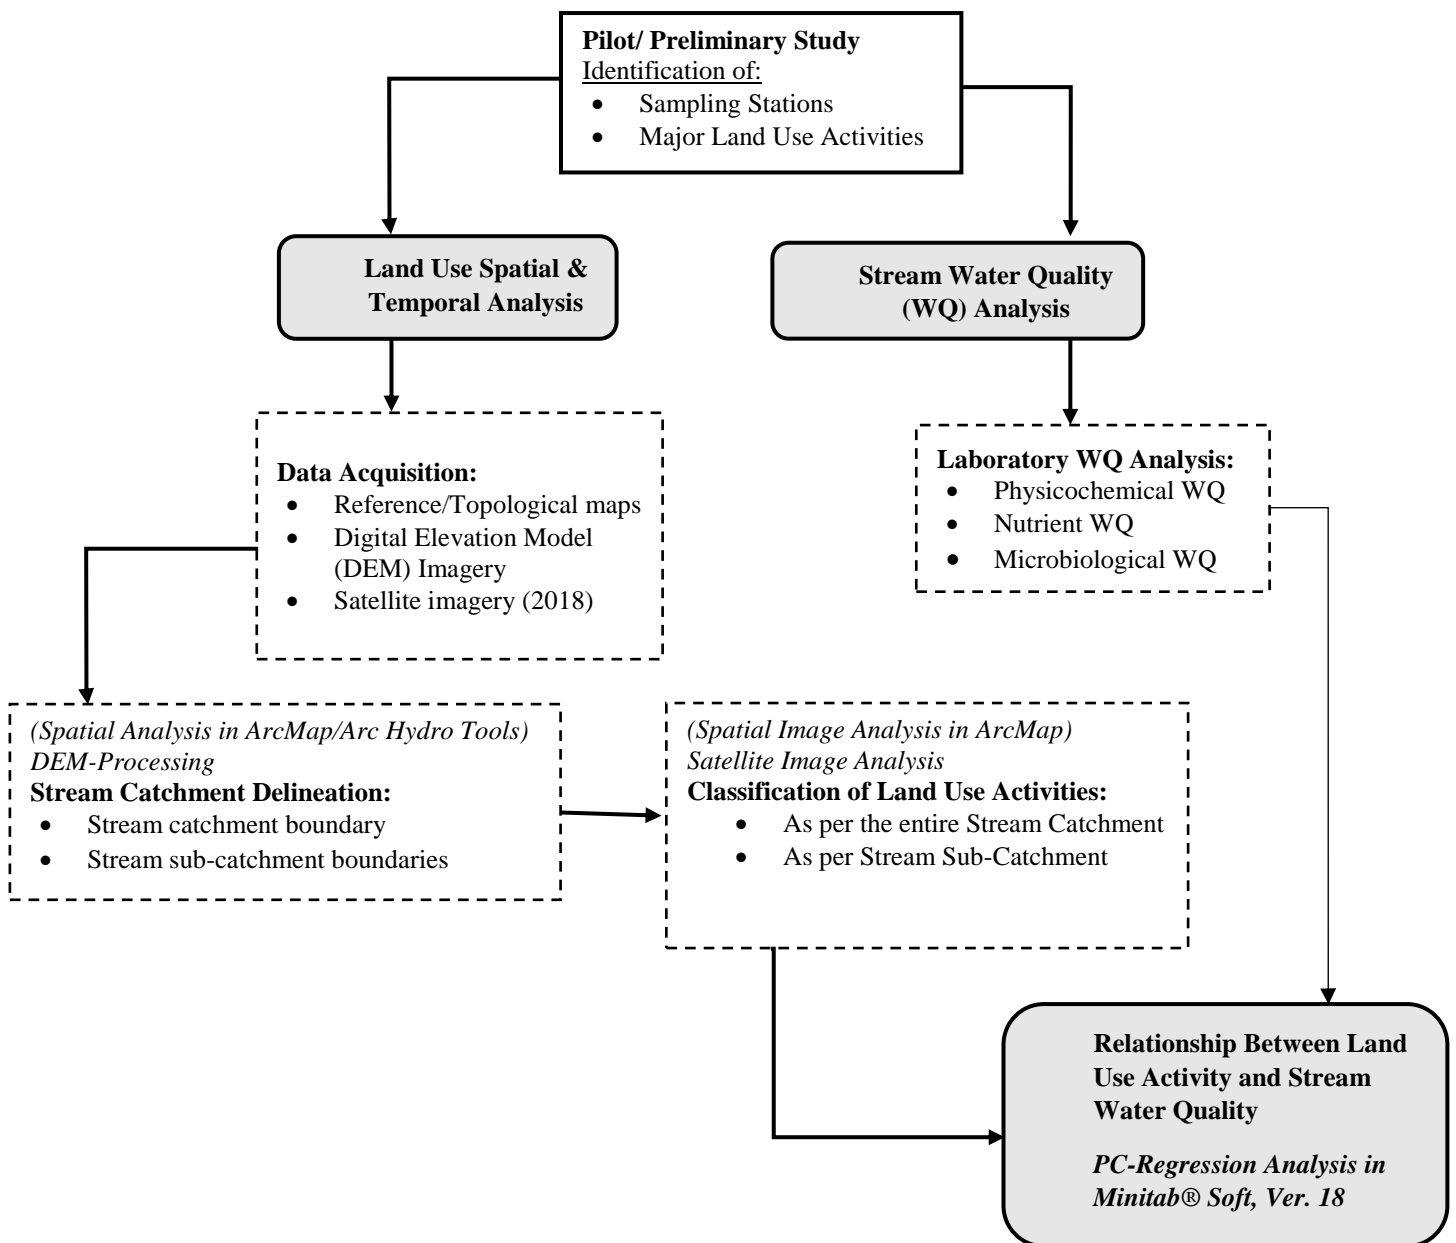 Pilot/ Preliminary Study
Identification of:
• Sampling Stations
• Major Land Use Activities
Land Use Spatial &
Temporal Analysis
Stream Water Quality
(WQ) Analysis
Data Acquisition:
• Reference/Topological maps
• Digital Elevation Model
(DEM) Imagery
• Satellite imagery (2018)
Laboratory WQ Analysis:
• Physicochemical WQ
• Nutrient WQ
• Microbiological WQ
(Spatial Analysis in ArcMap/Arc Hydro Tools)
DEM-Processing
Stream Catchment Delineation:
• Stream catchment boundary
• Stream sub-catchment boundaries
(Spatial Image Analysis in ArcMap)
Satellite Image Analysis
Classification of Land Use Activities:
• As per the entire Stream Catchment
• As per Stream Sub-Catchment
Relationship Between Land
Use Activity and Stream
Water Quality
PC-Regression Analysis in
Minitab® Soft, Ver. 18